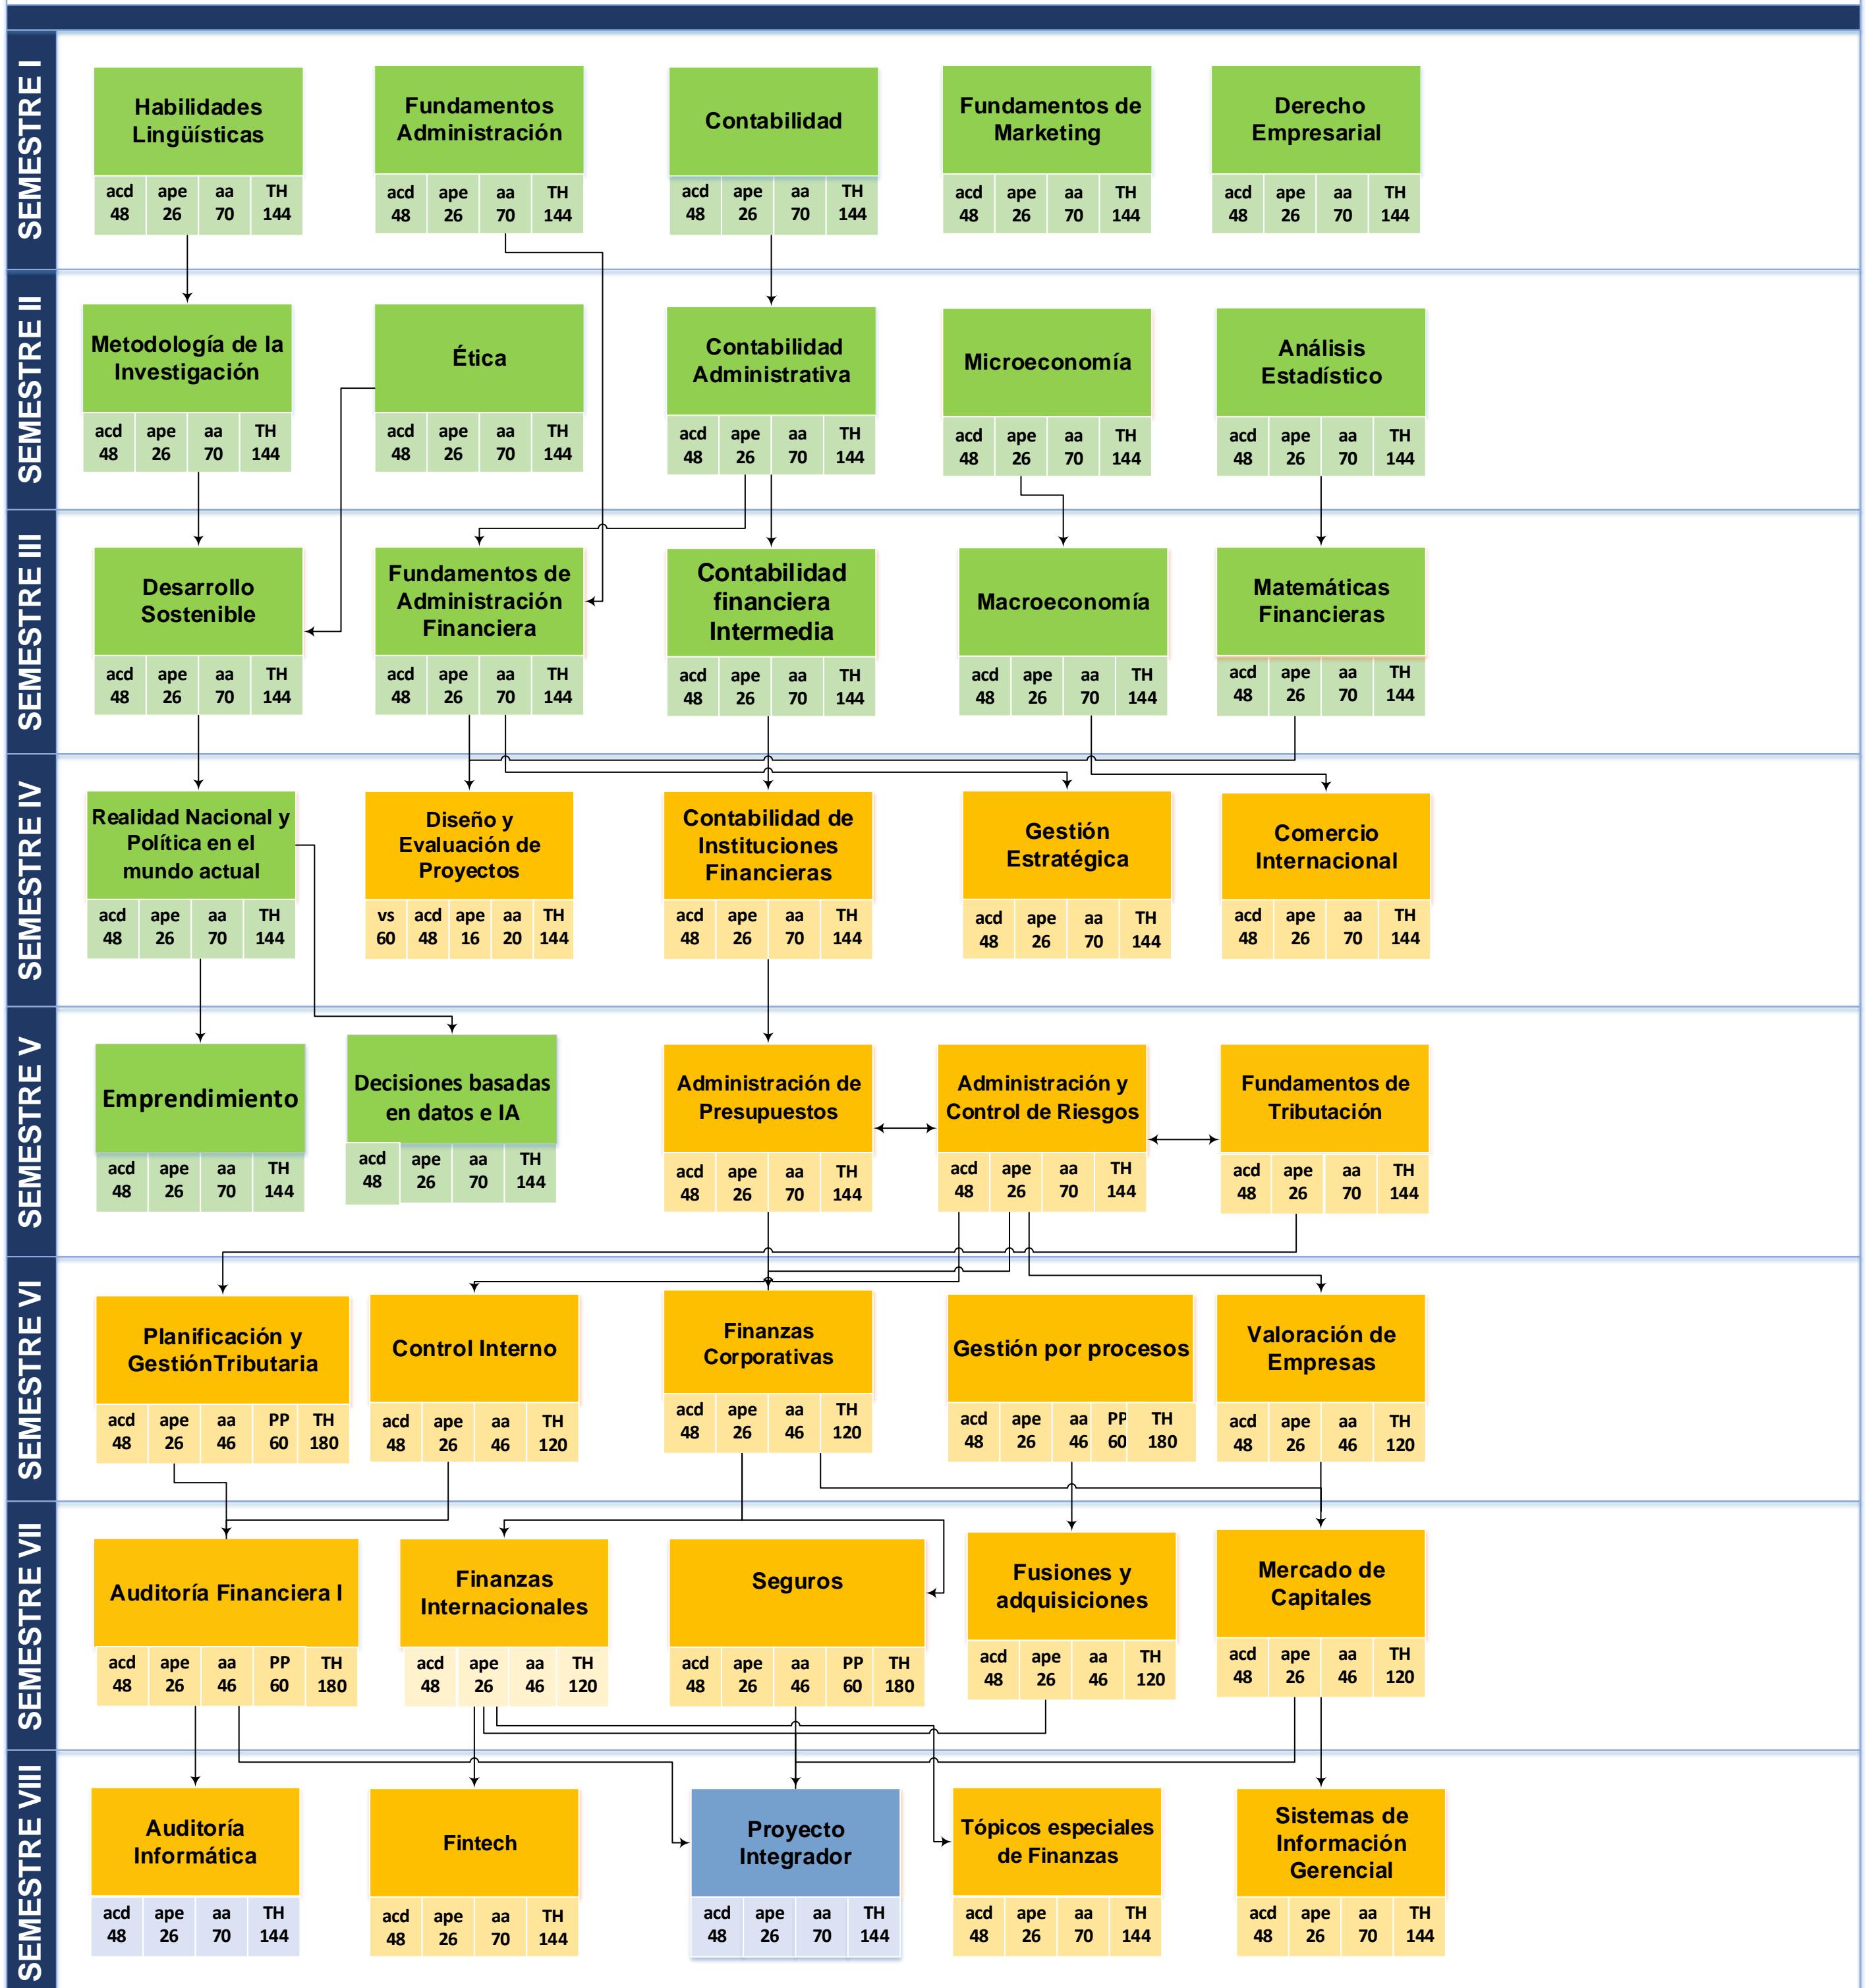 SEMESTRE I
Habilidades
Lingüísticas
acd ape aa TH
48 26 70 144
Fundamentos
Administración
acd ape aa TH
48 26 70 144
Contabilidad
acd ape aa TH
48 26 70 144
Fundamentos de
Marketing
acd ape aa TH
48 26 70 144
Derecho
Empresarial
acd ape aa TH
48 26 70 144
SEMESTRE II
Metodología de la
Investigación
acd ape aa TH
48 26 70 144
Ética
acd ape aa TH
48 26 70 144
Contabilidad
Administrativa
acd ape aa TH
48 26 70 144
Microeconomía
acd ape aa TH
48 26 70 144
Análisis
Estadístico
acd ape aa TH
48 26 70 144
SEMESTRE III
Desarrollo
Sostenible
acd ape aa TH
48 26 70 144
Fundamentos de
Administración
Financiera
acd ape aa TH
48 26 70 144
Contabilidad
financiera
Intermedia
acd ape aa TH
48 26 70 144
Macroeconomía
acd ape aa TH
48 26 70 144
Matemáticas
Financieras
acd ape aa TH
48 26 70 144
SEMESTRE IV
Realidad Nacional y
Política en el
mundo actual
acd ape aa TH
48 26 70 144
Diseño y
Evaluación de
Proyectos
vs acd ape aa TH
60 48 16 20 144
Contabilidad de
Instituciones
Financieras
acd ape aa TH
48 26 70 144
Gestión
Estratégica
acd ape aa TH
48 26 70 144
Comercio
Internacional
acd ape aa TH
48 26 70 144
SEMESTRE V
Emprendimiento
acd ape aa TH
48 26 70 144
Decisiones basadas
en datos e IA
acd ape aa TH
48 26 70 144
Administración de
Presupuestos
acd ape aa TH
48 26 70 144
Administración y
Control de Riesgos
acd ape aa TH
48 26 70 144
Fundamentos de
Tributación
acd ape aa TH
48 26 70 144
SEMESTRE VI
Planificación y
GestiónTributaria
acd ape aa PP TH
48 26 46 60 180
Control Interno
acd ape aa TH
48 26 46 120
Finanzas
Corporativas
acd ape aa TH
48 26 46 120
Gestión por procesos
acd ape aa PP TH
48 26 46 60 180
Valoración de
Empresas
acd ape aa TH
48 26 46 120
SEMESTRE VII
Auditoría Financiera I
acd ape aa PP TH
48 26 46 60 180
Finanzas
Internacionales
acd ape aa TH
48 26 46 120
Seguros
acd ape aa PP TH
48 26 46 60 180
Fusiones y
adquisiciones
acd ape aa TH
48 26 46 120
Mercado de
Capitales
acd ape aa TH
48 26 46 120
SEMESTRE VIII
Auditoría
Informática
acd ape aa TH
48 26 70 144
Fintech
acd ape aa TH
48 26 70 144
Proyecto
Integrador
acd ape aa TH
48 26 70 144
Tópicos especiales
de Finanzas
acd ape aa TH
48 26 70 144
Sistemas de
Información
Gerencial
acd ape aa TH
48 26 70 144